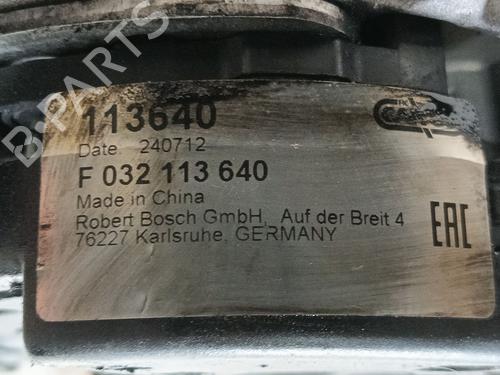 113640
Date 240712
F 032 113 640
Made in China
Robert Bosch GmbH, Auf der Breit 4
76227 Karlsruhe, GERMANY
EAC
B-PARTS